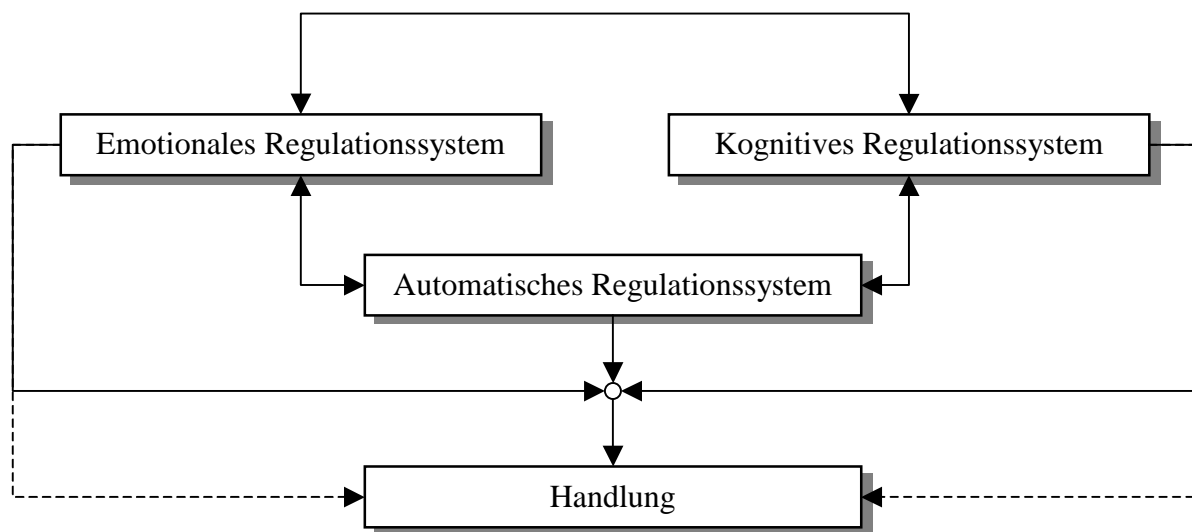 Emotionales Regulationssystem
Kognitives Regulationssystem
Automatisches Regulationssystem
Handlung